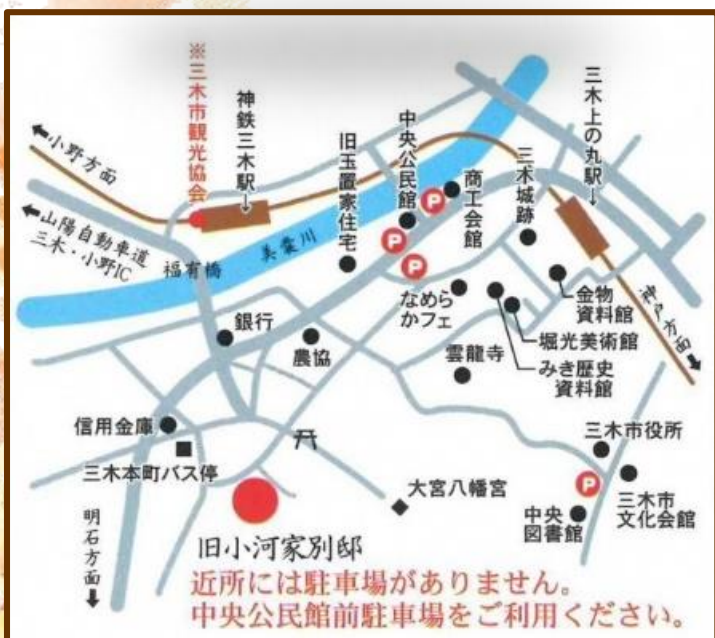 ※三木市観光協会
神鉄三木駅→
旧玉置家住宅
中央公民館
商工会館
三木城跡
三木上の丸駅→
←小野方面
←山陽自動車道
三木・小野IC
福有橋
美嚢川
P
P
P
なめら
かフェ
金物
資料館
堀光美術館
みき歴史
資料館
神戸方面→
銀行
農協
雲龍寺
信用金庫
三木本町バス停
三木市役所
P
三木市
文化会館
中央
図書館
大宮八幡宮
明石方面→
旧小河家別邸
近所には駐車場がありません。
中央公民館前駐車場をご利用ください。